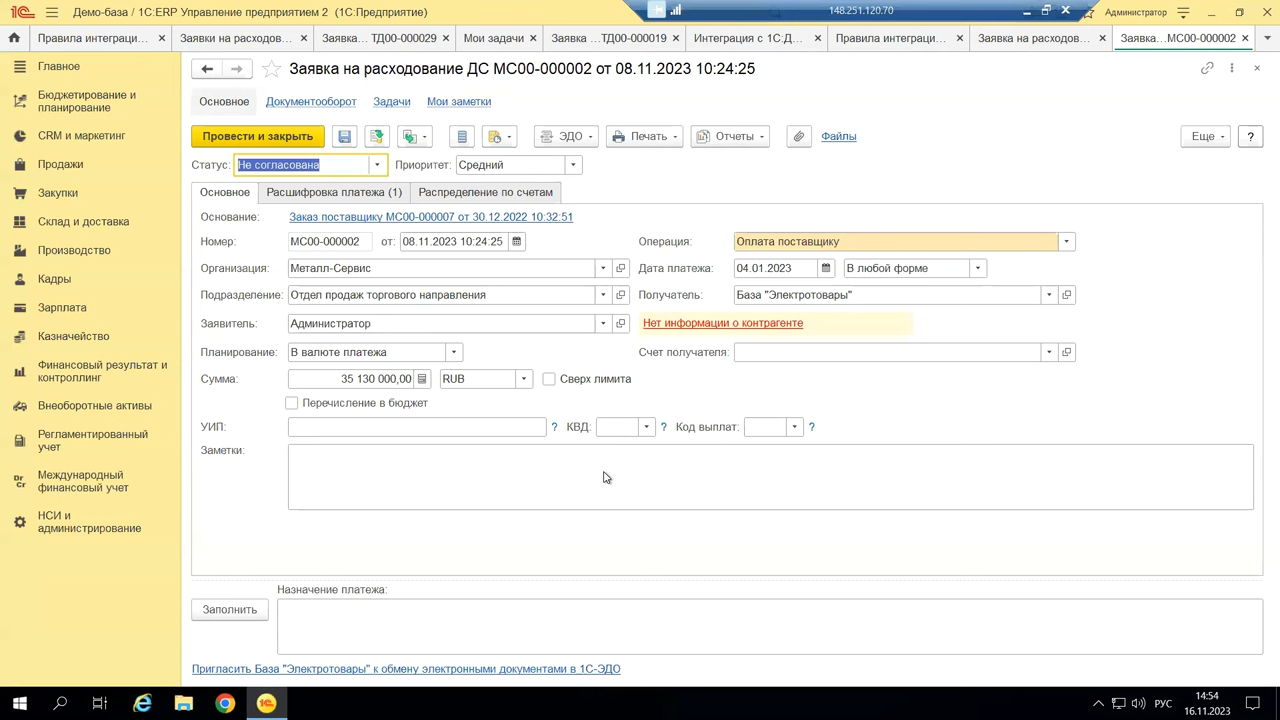 Демо-база / 1С:ERP Управление предприятием 2 (1С:Предприятие)
148.251.120.70
Администратор
Правила интеграци... × Заявки на расходов... × Заявка ... ТД00-000029 × Мои задачи × Заявка ...ТД00-000019 × Интеграция с 1С:Д... × Правила интеграци... × Заявка на расходов... × Заявка...МС00-000002 ×
Главное
Бюджетирование и
планирование
CRM и маркетинг
Продажи
Закупки
Склад и доставка
Производство
Кадры
Зарплата
Казначейство
Финансовый результат и
контроллинг
Внеоборотные активы
Регламентированный
учет
Международный
финансовый учет
НСИ и
администрирование
Заявка на расходование ДС МС00-000002 от 08.11.2023 10:24:25
Основное Документооборот Задачи Мои заметки
Провести и закрыть ЭДО Печать Отчеты Файлы Еще ?
Статус: Не согласована Приоритет: Средний
Основное Расшифровка платежа (1) Распределение по счетам
Основание: Заказ поставщику МС00-000007 от 30.12.2022 10:32:51
Номер: МС00-000002 от: 08.11.2023 10:24:25 Операция: Оплата поставщику
Организация: Металл-Сервис Дата платежа: 04.01.2023 В любой форме
Подразделение: Отдел продаж торгового направления Получатель: База "Электротовары"
Заявитель: Администратор Нет информации о контрагенте
Планирование: В валюте платежа Счет получателя:
Сумма: 35 130 000,00 RUB Сверх лимита
Перечисление в бюджет
УИП: ? КВД: ? Код выплат: ?
Заметки:
Назначение платежа:
Заполнить
Пригласить База "Электротовары" к обмену электронными документами в 1С-ЭДО
РУС
14:54
16.11.2023